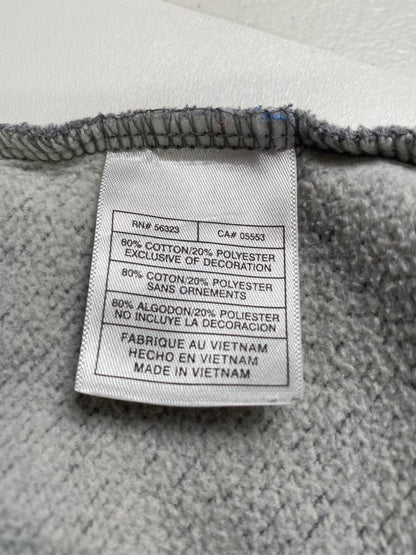 RN# 56323 CA# 05553
80% COTTON/20% POLYESTER
EXCLUSIVE OF DECORATION
80% COTON/20% POLYESTER
SANS ORNEMENTS
80% ALGODON/20% POLIESTER
NO INCLUYE LA DECORACION
FABRIQUE AU VIETNAM
HECHO EN VIETNAM
MADE IN VIETNAM